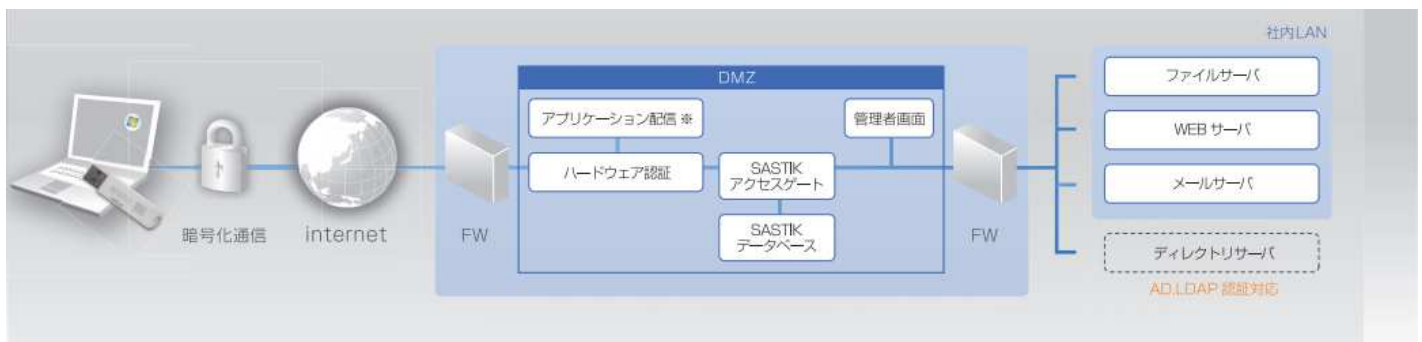 社内LAN
DMZ
アプリケーション配信 ※
管理者画面
ハードウェア認証
SASTIK
アクセスゲート
SASTIK
データベース
暗号化通信
internet
FW
FW
ファイルサーバ
WEB サーバ
メールサーバ
ディレクトリサーバ
AD.LDAP 認証対応